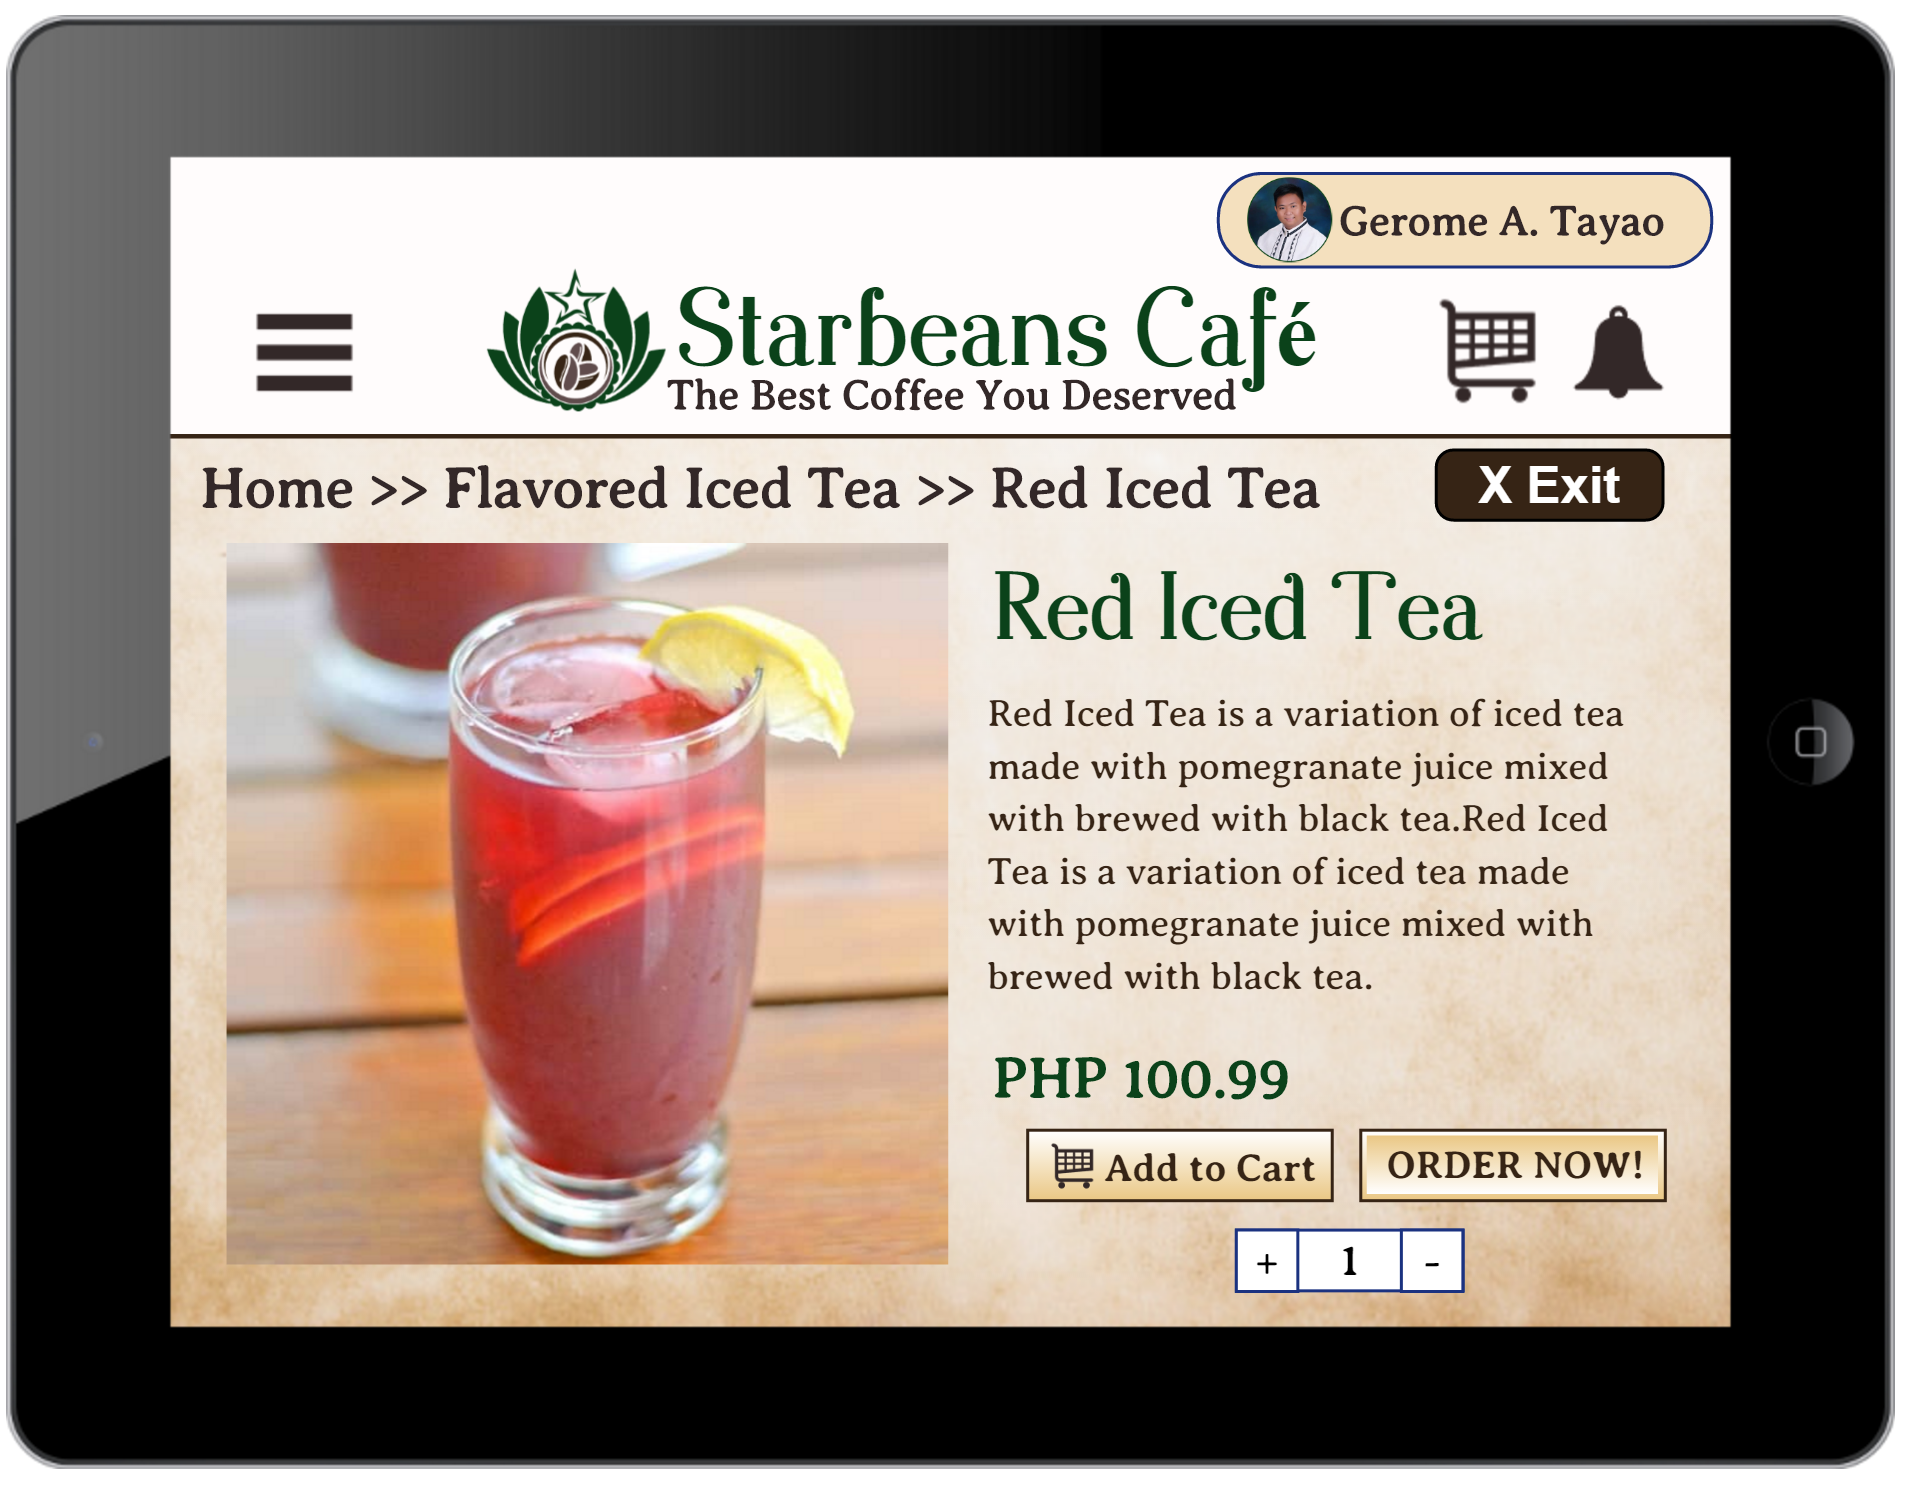 Gerome A. Tayao
Starbeans Café
The Best Coffee You Deserved
Home >> Flavored Iced Tea >> Red Iced Tea
X Exit
Red Iced Tea
Red Iced Tea is a variation of iced tea
made with pomegranate juice mixed
with brewed with black tea.Red Iced
Tea is a variation of iced tea made
with pomegranate juice mixed with
brewed with black tea.
PHP 100.99
Add to Cart
ORDER NOW!
+ 1 -